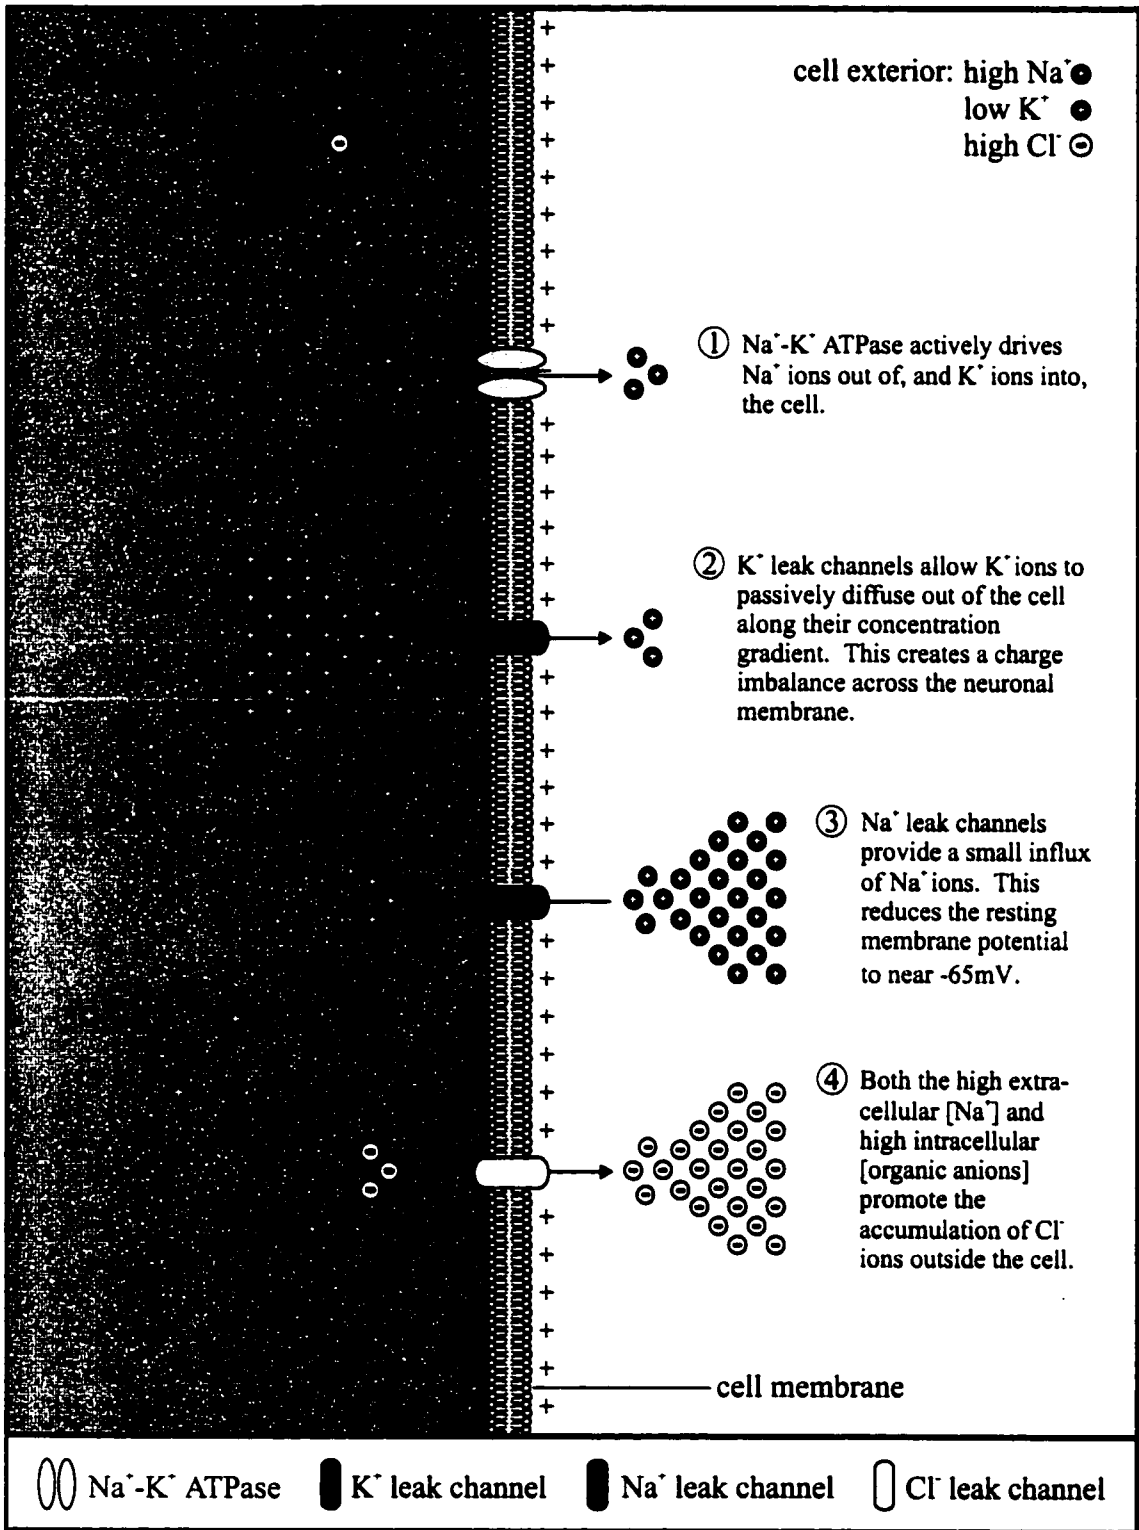 cell exterior: high Na⁺
low K⁺
high Cl⁻
① Na⁺-K⁺ ATPase actively drives
Na⁺ ions out of, and K⁺ ions into,
the cell.
② K⁺ leak channels allow K⁺ ions to
passively diffuse out of the cell
along their concentration
gradient. This creates a charge
imbalance across the neuronal
membrane.
③ Na⁺ leak channels
provide a small influx
of Na⁺ ions. This
reduces the resting
membrane potential
to near -65mV.
④ Both the high extra-
cellular [Na⁺] and
high intracellular
[organic anions]
promote the
accumulation of Cl⁻
ions outside the cell.
cell membrane
Na⁺-K⁺ ATPase K⁺ leak channel Na⁺ leak channel Cl⁻ leak channel